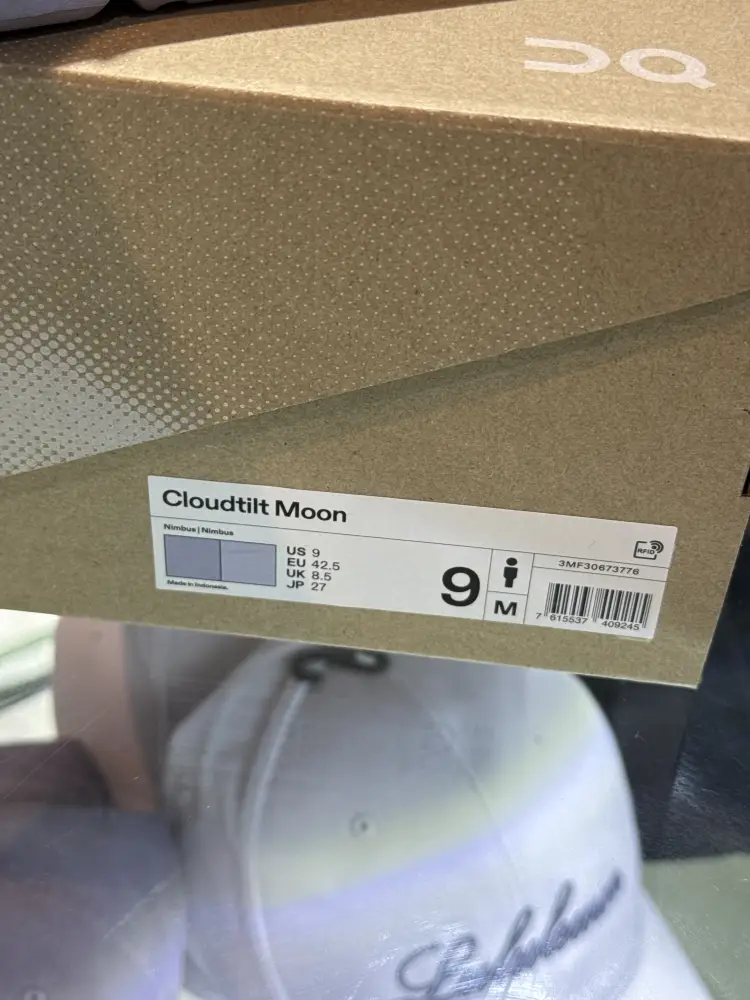 On
Cloudtilt Moon
Nimbus | Nimbus
US 9
EU 42.5
UK 8.5
JP 27
Made in Indonesia.
9
M
RFID
3MF30673776
7 615537 409245